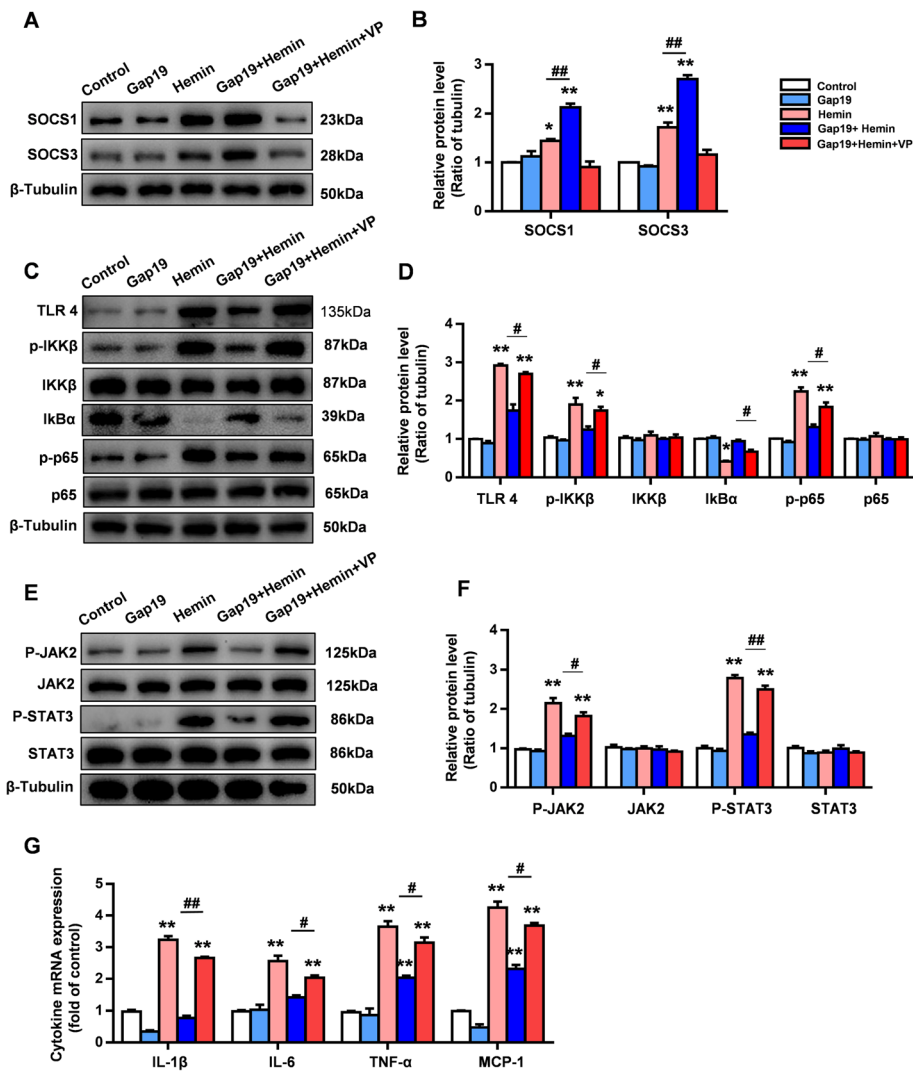 A
Control
Gap19
Hemin
Gap19+Hemin
Gap19+Hemin+VP
SOCS1
23kDa
SOCS3
28kDa
β-Tubulin
50kDa
B
Relative protein level
(Ratio of tubulin)
3
2
1
0
*
**
##
**
**
##
SOCS1
SOCS3
Control
Gap19
Hemin
Gap19+ Hemin
Gap19+Hemin+VP
C
Control
Gap19
Hemin
Gap19+Hemin
Gap19+Hemin+VP
TLR 4
135kDa
p-IKKβ
87kDa
IKKβ
87kDa
IkBα
39kDa
p-p65
65kDa
p65
65kDa
β-Tubulin
50kDa
D
Relative protein level
(Ratio of tubulin)
4
3
2
1
0
**
#
**
**
#
*
*
#
**
#
**
TLR 4
p-IKKβ
IKKβ
IkBα
p-p65
p65
E
Control
Gap19
Hemin
Gap19+Hemin
Gap19+Hemin+VP
P-JAK2
125kDa
JAK2
125kDa
P-STAT3
86kDa
STAT3
86kDa
β-Tubulin
50kDa
F
Relative protein level
(Ratio of tubulin)
4
3
2
1
0
**
#
**
**
##
**
P-JAK2
JAK2
P-STAT3
STAT3
G
Cytokine mRNA expression
(fold of control)
5
4
3
2
1
0
**
##
**
**
#
**
**
**
#
**
**
**
#
**
IL-1β
IL-6
TNF-α
MCP-1